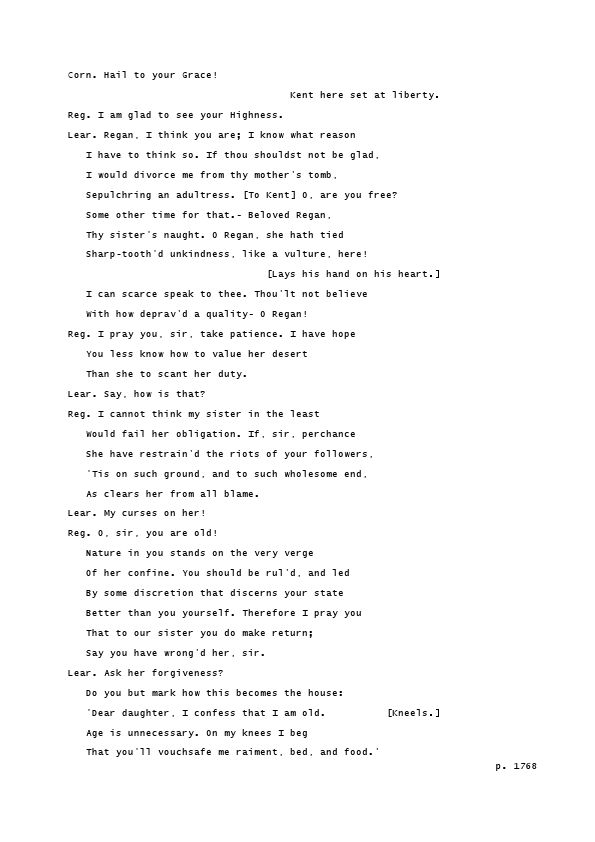 Corn. Hail to your Grace!
Kent here set at liberty.
Reg. I am glad to see your Highness.
Lear. Regan, I think you are; I know what reason
I have to think so. If thou shouldst not be glad,
I would divorce me from thy mother's tomb,
Sepulchring an adultress. [To Kent] O, are you free?
Some other time for that.- Beloved Regan,
Thy sister's naught. O Regan, she hath tied
Sharp-tooth'd unkindness, like a vulture, here!
[Lays his hand on his heart.]
I can scarce speak to thee. Thou'lt not believe
With how deprav'd a quality- O Regan!
Reg. I pray you, sir, take patience. I have hope
You less know how to value her desert
Than she to scant her duty.
Lear. Say, how is that?
Reg. I cannot think my sister in the least
Would fail her obligation. If, sir, perchance
She have restrain'd the riots of your followers,
'Tis on such ground, and to such wholesome end,
As clears her from all blame.
Lear. My curses on her!
Reg. O, sir, you are old!
Nature in you stands on the very verge
Of her confine. You should be rul'd, and led
By some discretion that discerns your state
Better than you yourself. Therefore I pray you
That to our sister you do make return;
Say you have wrong'd her, sir.
Lear. Ask her forgiveness?
Do you but mark how this becomes the house:
'Dear daughter, I confess that I am old. [Kneels.]
Age is unnecessary. On my knees I beg
That you'll vouchsafe me raiment, bed, and food.'
p. 1768